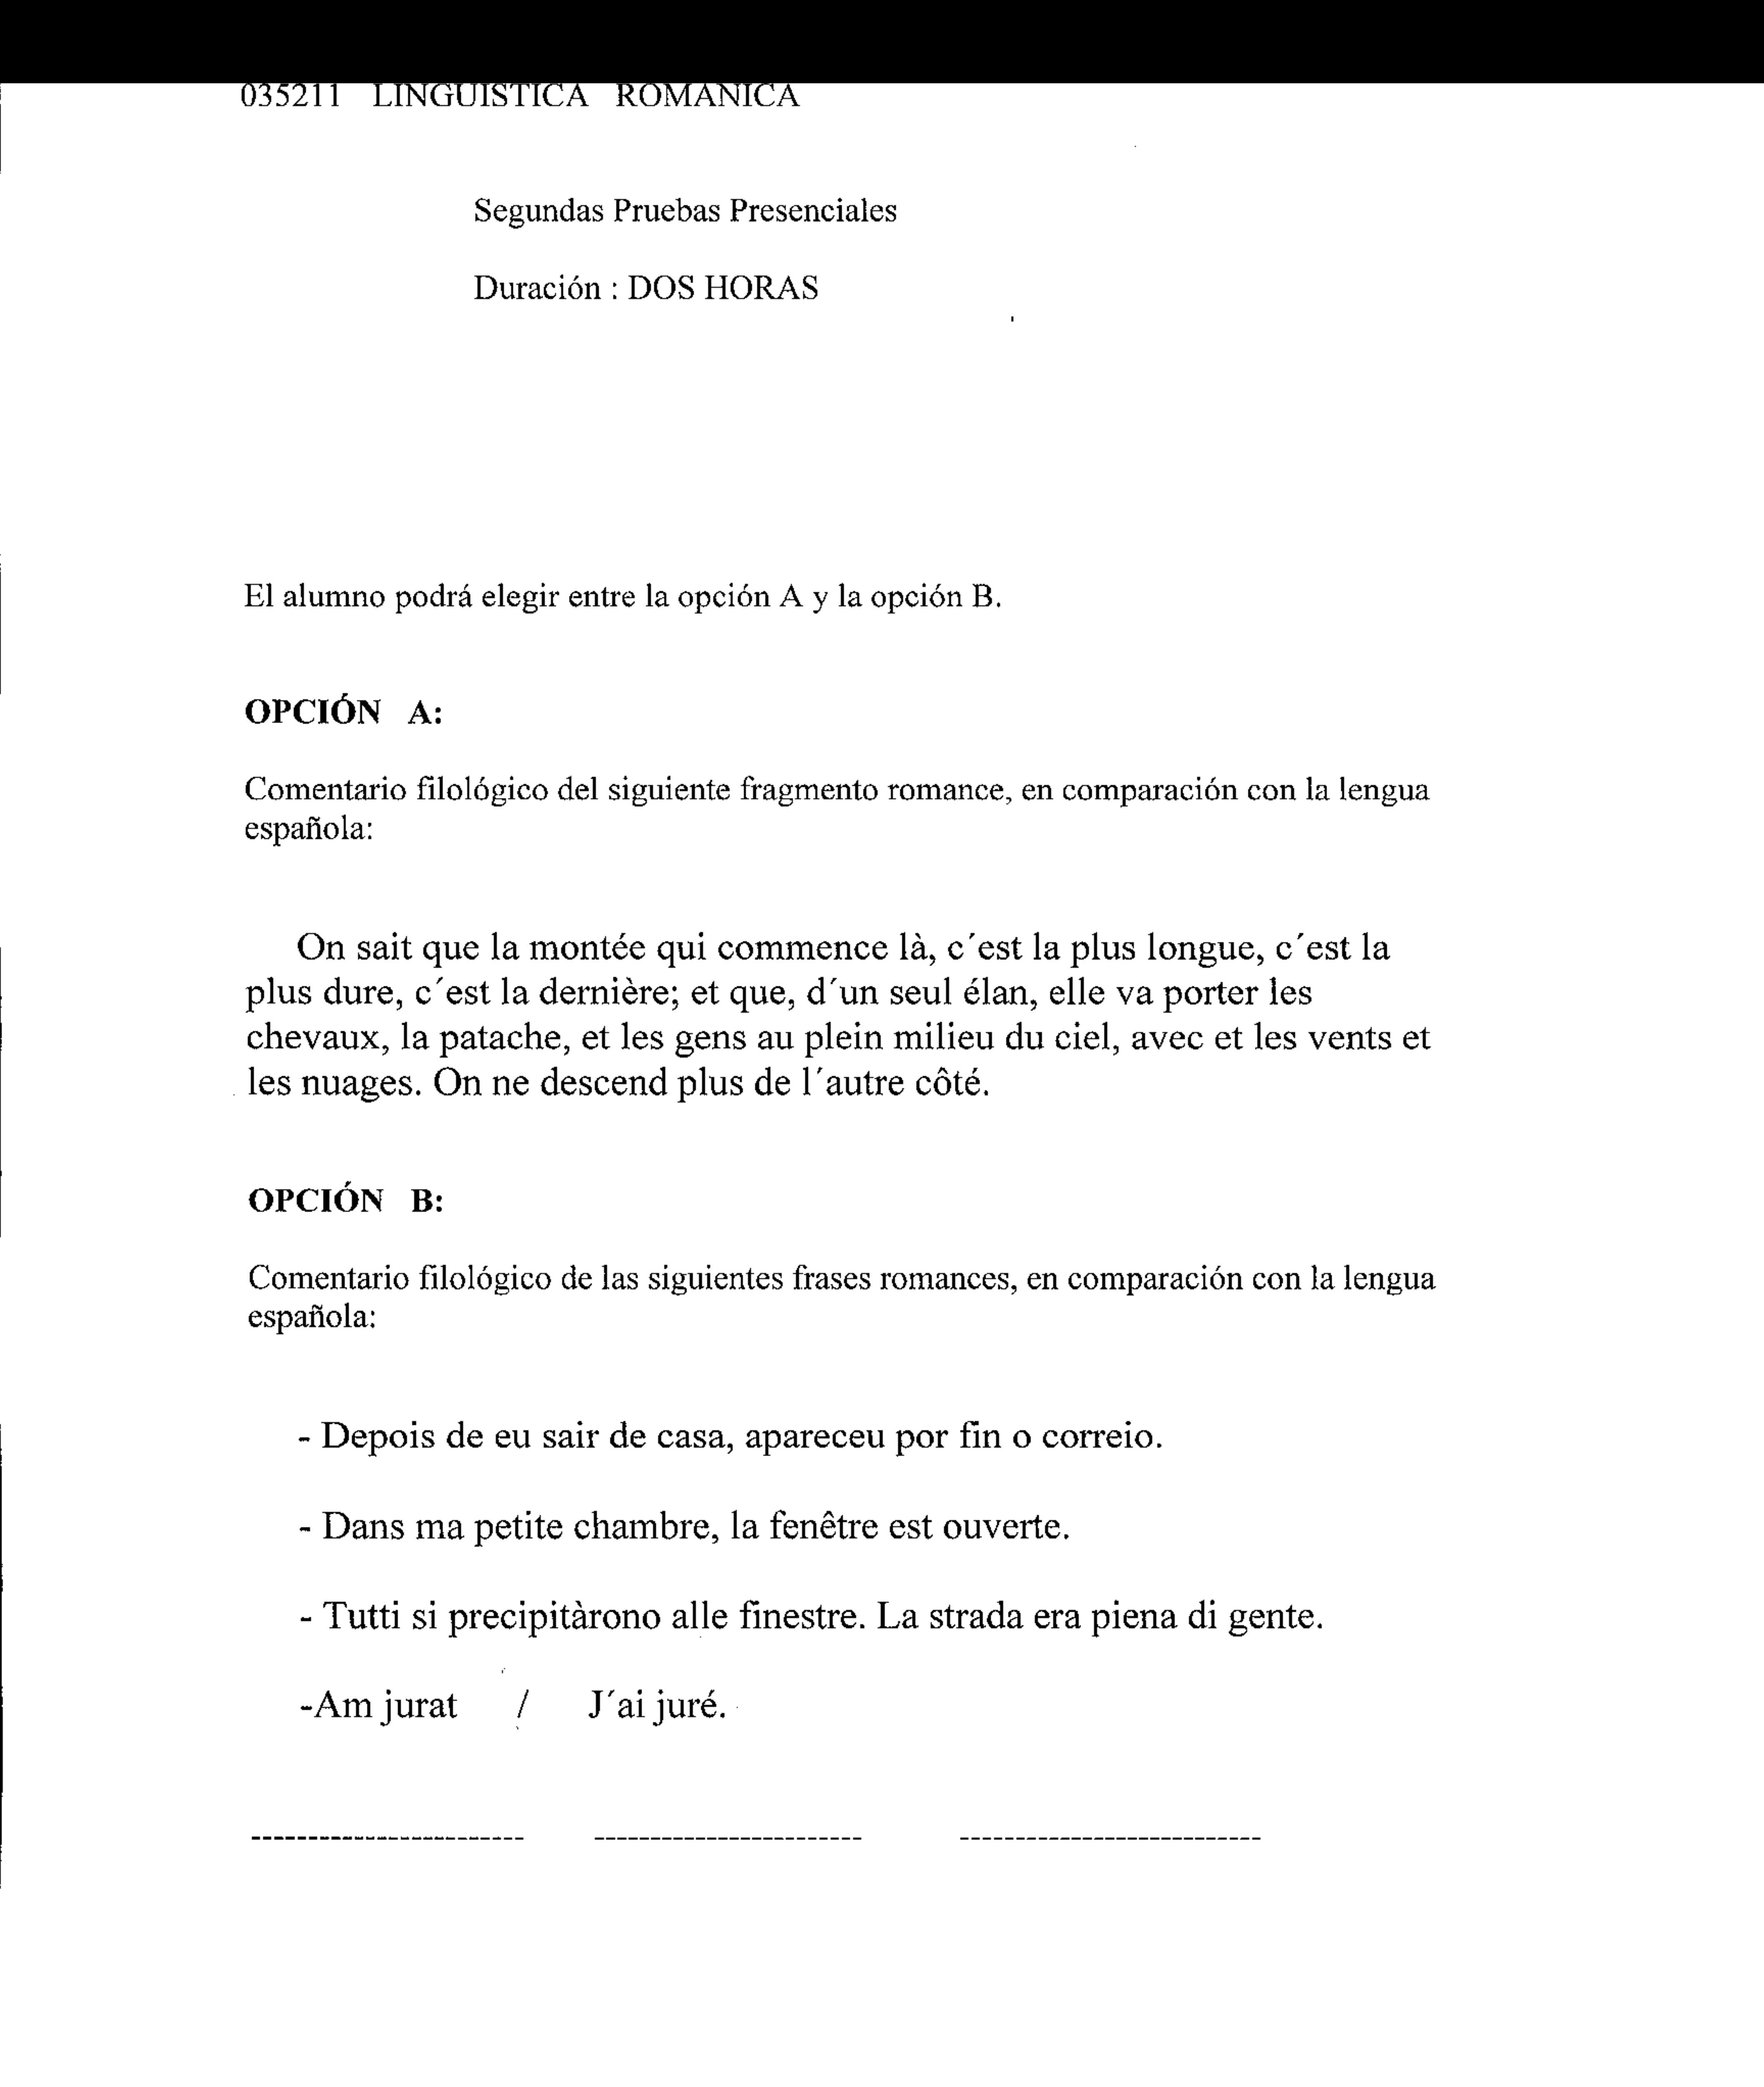 035211 LINGUISTICA ROMANICA
Segundas Pruebas Presenciales
Duración : DOS HORAS
El alumno podrá elegir entre la opción A y la opción B.
OPCIÓN A:
Comentario filológico del siguiente fragmento romance, en comparación con la lengua
española:
On sait que la montée qui commence là, c´est la plus longue, c´est la
plus dure, c´est la dernière; et que, d´un seul élan, elle va porter les
chevaux, la patache, et les gens au plein milieu du ciel, avec et les vents et
les nuages. On ne descend plus de l´autre côté.
OPCIÓN B:
Comentario filológico de las siguientes frases romances, en comparación con la lengua
española:
- Depois de eu sair de casa, apareceu por fin o correio.
- Dans ma petite chambre, la fenêtre est ouverte.
- Tutti si precipitàrono alle finestre. La strada era piena di gente.
-Am jurat / J´ai juré.
------------------------ ------------------------ ---------------------------